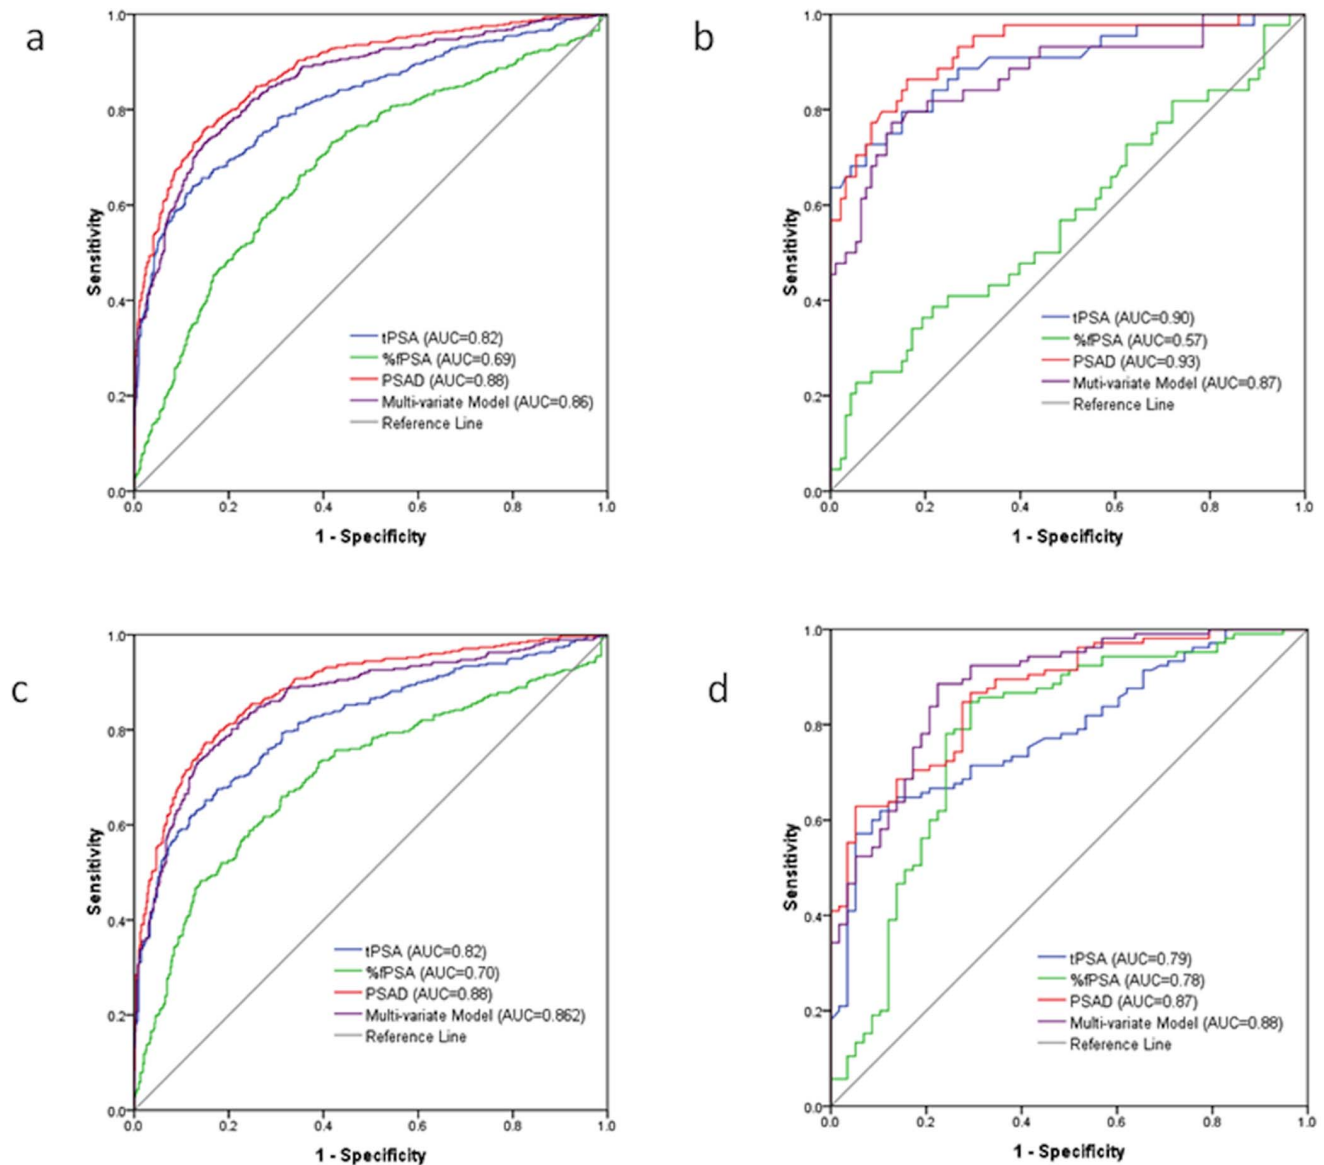 a
1.0
0.8
0.6
0.4
0.2
0.0
Sensitivity
tPSA (AUC=0.82)
%fPSA (AUC=0.69)
PSAD (AUC=0.88)
Multi-variate Model (AUC=0.86)
Reference Line
0.0 0.2 0.4 0.6 0.8 1.0
1 - Specificity
b
1.0
0.8
0.6
0.4
0.2
0.0
Sensitivity
tPSA (AUC=0.90)
%fPSA (AUC=0.57)
PSAD (AUC=0.93)
Muti-variate Model (AUC=0.87)
Reference Line
0.0 0.2 0.4 0.6 0.8 1.0
1 - Specificity
c
1.0
0.8
0.6
0.4
0.2
0.0
Sensitivity
tPSA (AUC=0.82)
%fPSA (AUC=0.70)
PSAD (AUC=0.88)
Multi-variate Model (AUC=0.862)
Reference Line
0.0 0.2 0.4 0.6 0.8 1.0
1 - Specificity
d
1.0
0.8
0.6
0.4
0.2
0.0
Sensitivity
tPSA (AUC=0.79)
%fPSA (AUC=0.78)
PSAD (AUC=0.87)
Multi-variate Model (AUC=0.88)
Reference Line
0.0 0.2 0.4 0.6 0.8 1.0
1 - Specificity